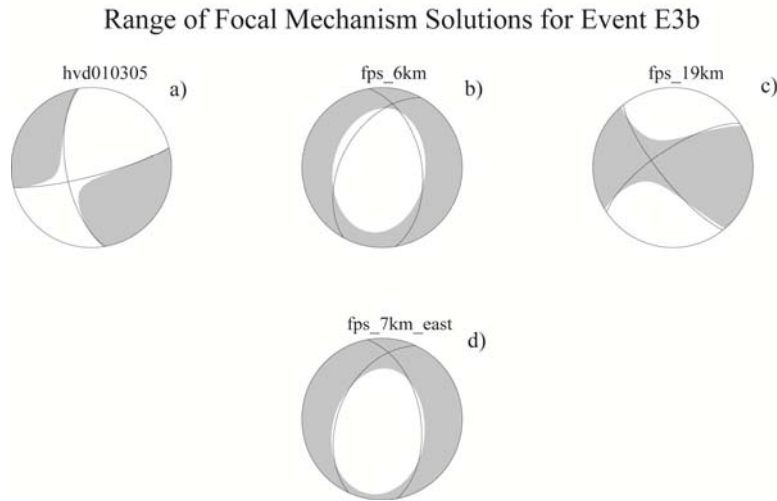 Range of Focal Mechanism Solutions for Event E3b
hvd010305
a)
fps_6km
b)
fps_19km
c)
fps_7km_east
d)